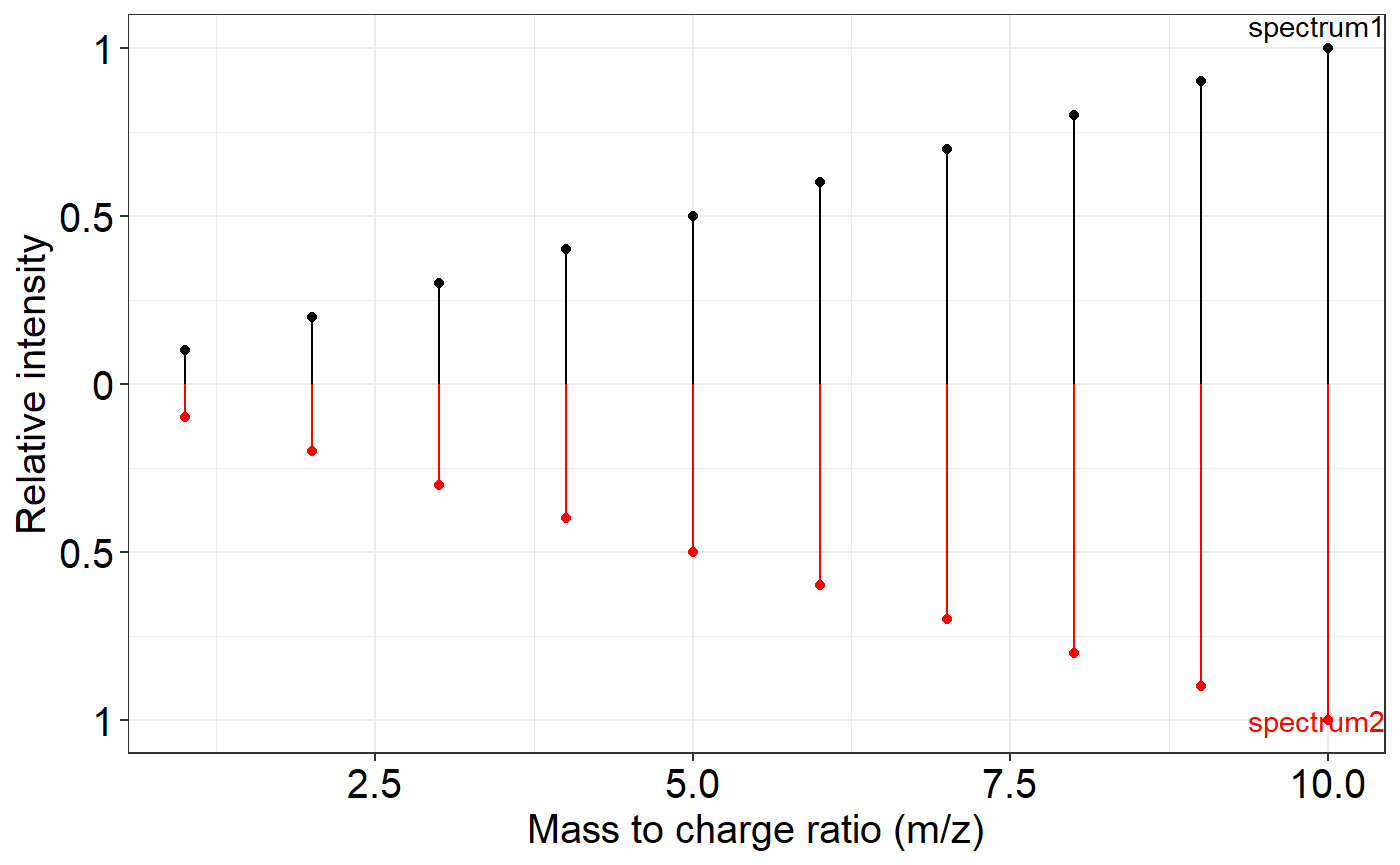 spectrum1
1
0.5
0
0.5
1
Relative intensity
spectrum2
2.5 5.0 7.5 10.0
Mass to charge ratio (m/z)